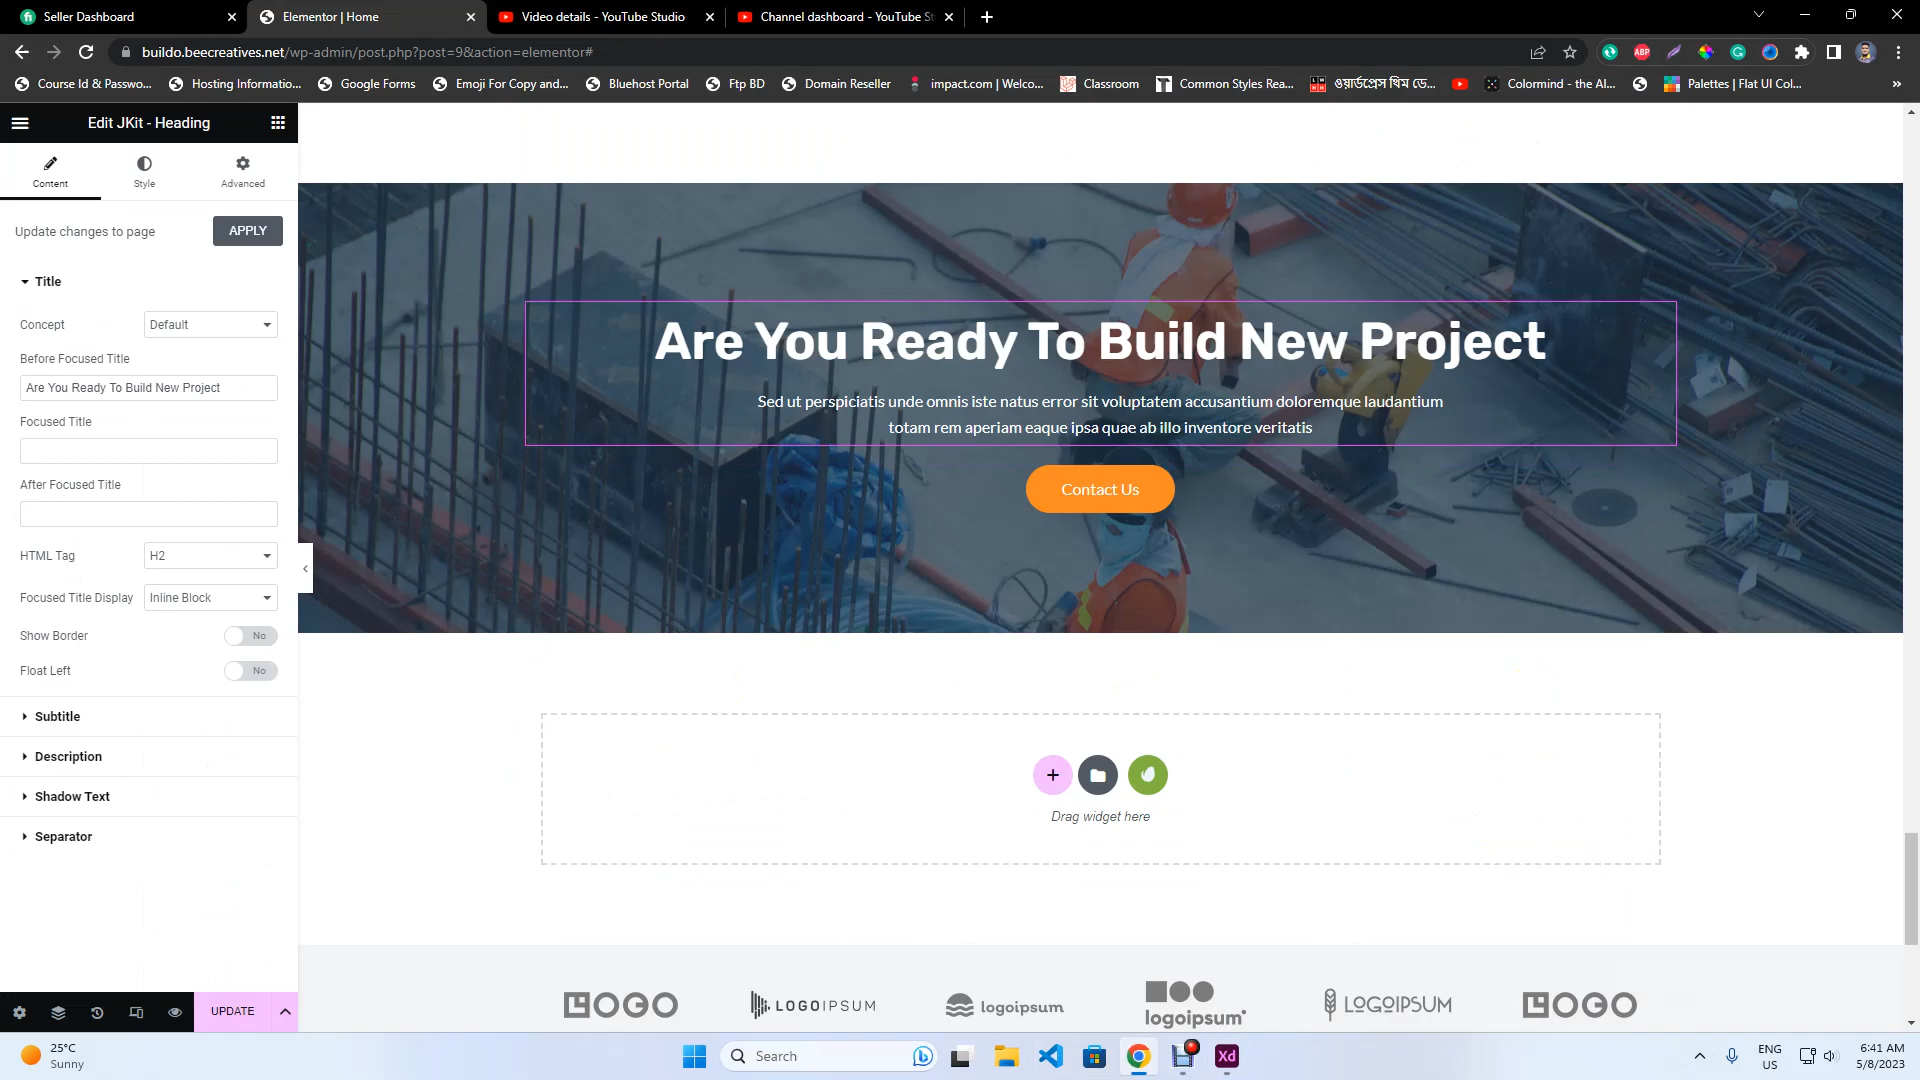 Seller Dashboard
Elementor | Home
Video details - YouTube Studio
Channel dashboard - YouTube St
buildo.beecreatives.net/wp-admin/post.php?post=9&action=elementor#
ABP
Course Id & Passwo...
Hosting Informatio...
Google Forms
Emoji For Copy and...
Bluehost Portal
Ftp BD
Domain Reseller
impact.com | Welco...
Classroom
Common Styles Rea...
ওয়ার্ডপ্রেস থিম ডে...
Colormind - the AI...
Palettes | Flat UI Col...
Edit JKit - Heading
Content
Style
Advanced
Update changes to page
APPLY
Title
Concept
Default
Before Focused Title
Are You Ready To Build New Project
Focused Title
After Focused Title
HTML Tag
H2
Focused Title Display
Inline Block
Show Border
No
Float Left
No
Subtitle
Description
Shadow Text
Separator
UPDATE
Are You Ready To Build New Project
Sed ut perspiciatis unde omnis iste natus error sit voluptatem accusantium doloremque laudantium
totam rem aperiam eaque ipsa quae ab illo inventore veritatis
Contact Us
Drag widget here
LOGO
LOGOIPSUM
logoipsum
logoipsum
LOGOIPSUM
LOGO
25°C
Sunny
Search
Xd
ENG
US
6:41 AM
5/8/2023